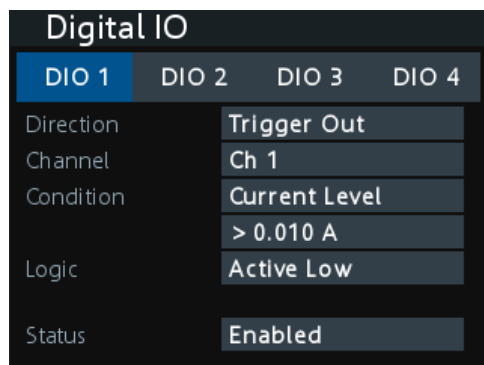 Digital IO
DIO 1 DIO 2 DIO 3 DIO 4
Direction Trigger Out
Channel Ch 1
Condition Current Level
> 0.010 A
Logic Active Low
Status Enabled